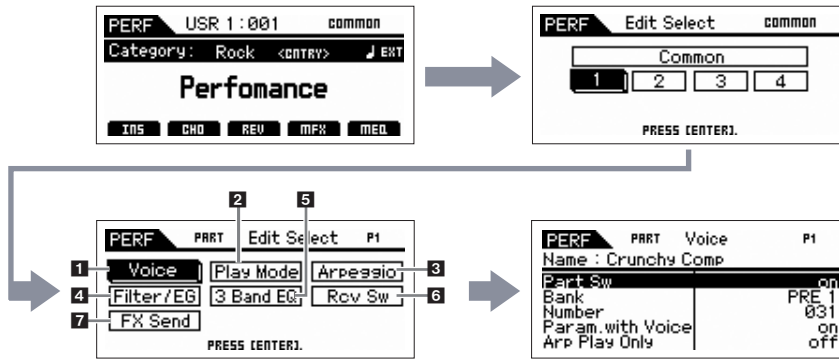 PERF USR 1:001 common
Category: Rock <CNTRY> ♩ EXT
Perfomance
INS CHO REV MFX MEQ
PERF Edit Select common
Common
1 2 3 4
PRESS [ENTER].
2 5
PERF PART Edit Select P1
1 Voice Play Mode Arpeggio 3
4 Filter/EG 3 Band EQ Rcv Sw 6
7 FX Send
PRESS [ENTER].
PERF PART Voice P1
Name : Crunchy Comp
Part Sw on
Bank PRE 1
Number 031
Param.with Voice on
Arp Play Only off